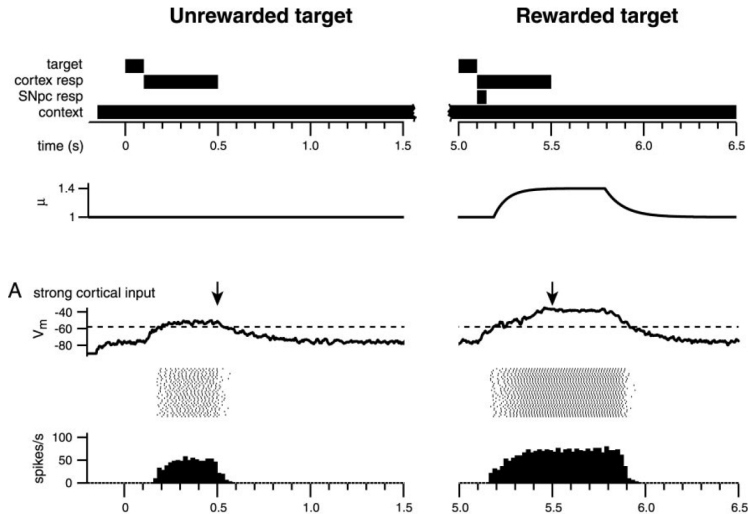 Unrewarded target Rewarded target
target
cortex resp
SNpc resp
context
time (s) 0 0.5 1.0 1.5 5.0 5.5 6.0 6.5
1.4
μ
1
A strong cortical input
-40
Vm -60
-80
100
spikes/s 50
0
0 0.5 1.0 1.5 5.0 5.5 6.0 6.5